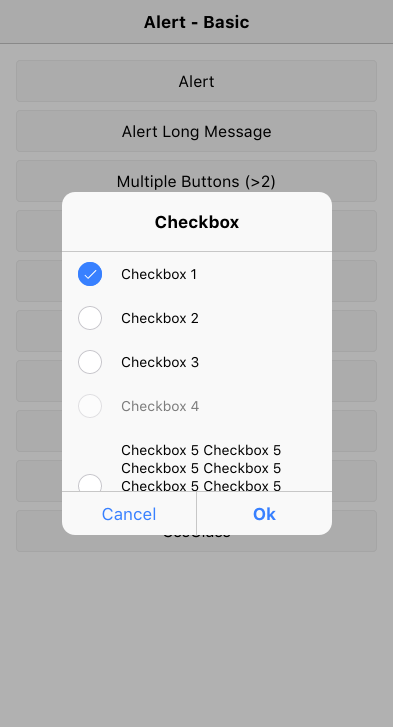 Alert - Basic
Alert
Alert Long Message
Multiple Buttons (>2)
Checkbox
Checkbox 1
Checkbox 2
Checkbox 3
Checkbox 4
Checkbox 5 Checkbox 5
Checkbox 5 Checkbox 5
Checkbox 5 Checkbox 5
Cancel
Ok